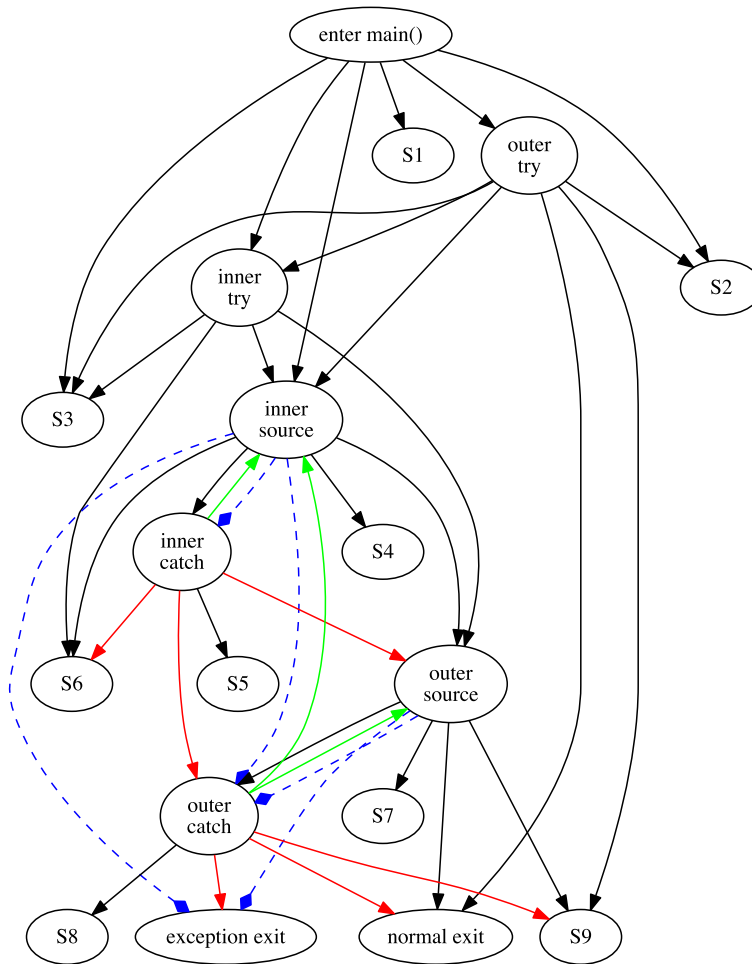 enter main()
S1
outer
try
inner
try
S2
S3
inner
source
inner
catch
S4
S6
S5
outer
source
outer
catch
S7
S8
exception exit
normal exit
S9